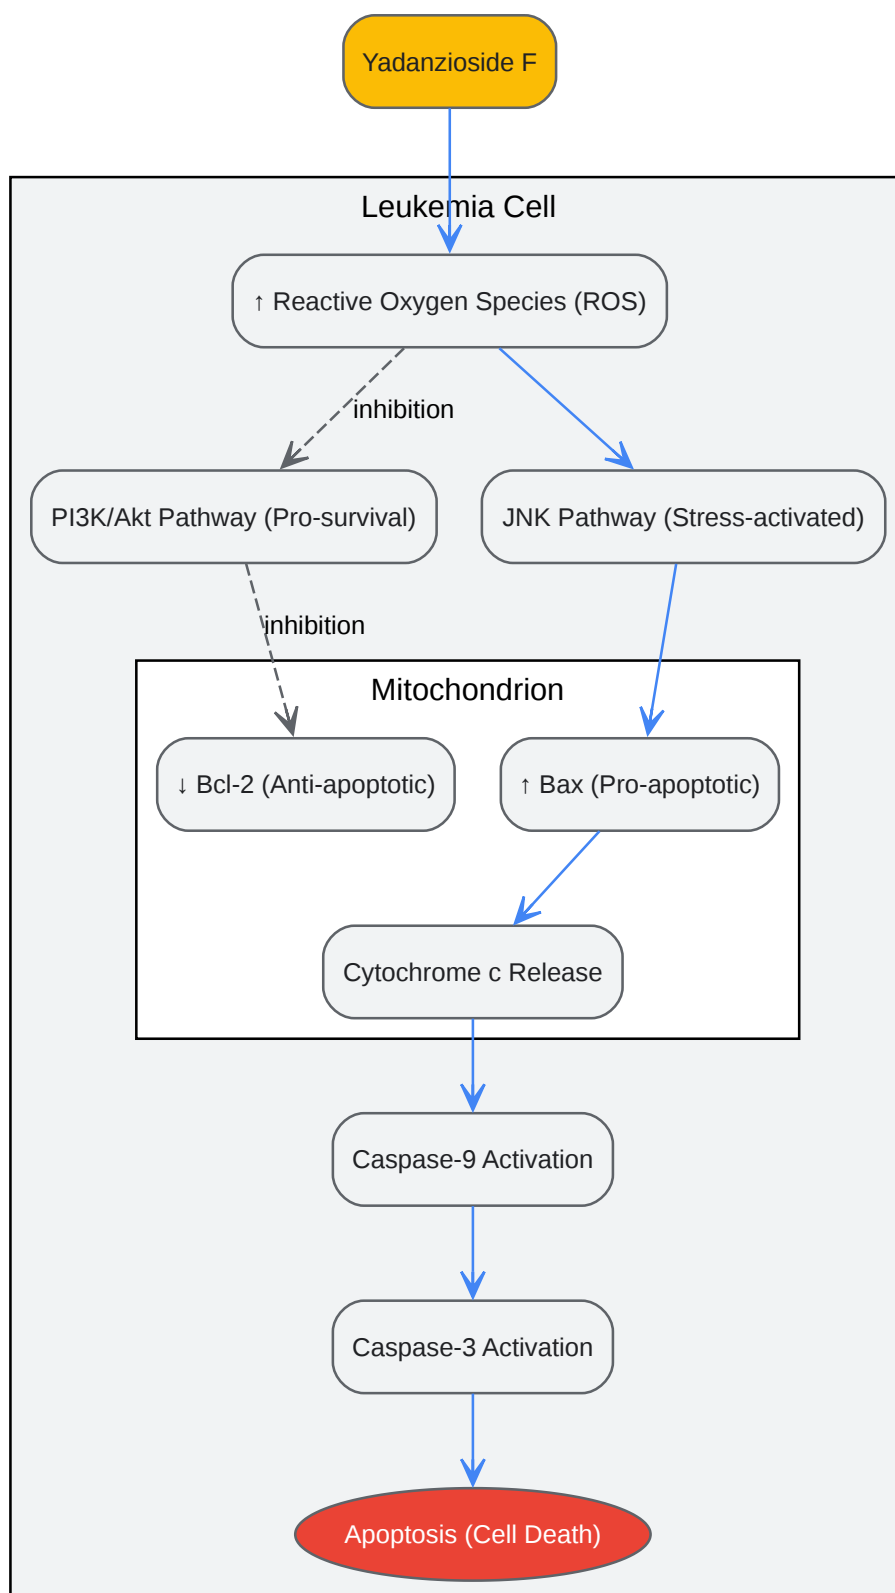 Yadanzioside F
Leukemia Cell
↑ Reactive Oxygen Species (ROS)
inhibition
PI3K/Akt Pathway (Pro-survival)
JNK Pathway (Stress-activated)
inhibition
Mitochondrion
↓ Bcl-2 (Anti-apoptotic)
↑ Bax (Pro-apoptotic)
Cytochrome c Release
Caspase-9 Activation
Caspase-3 Activation
Apoptosis (Cell Death)